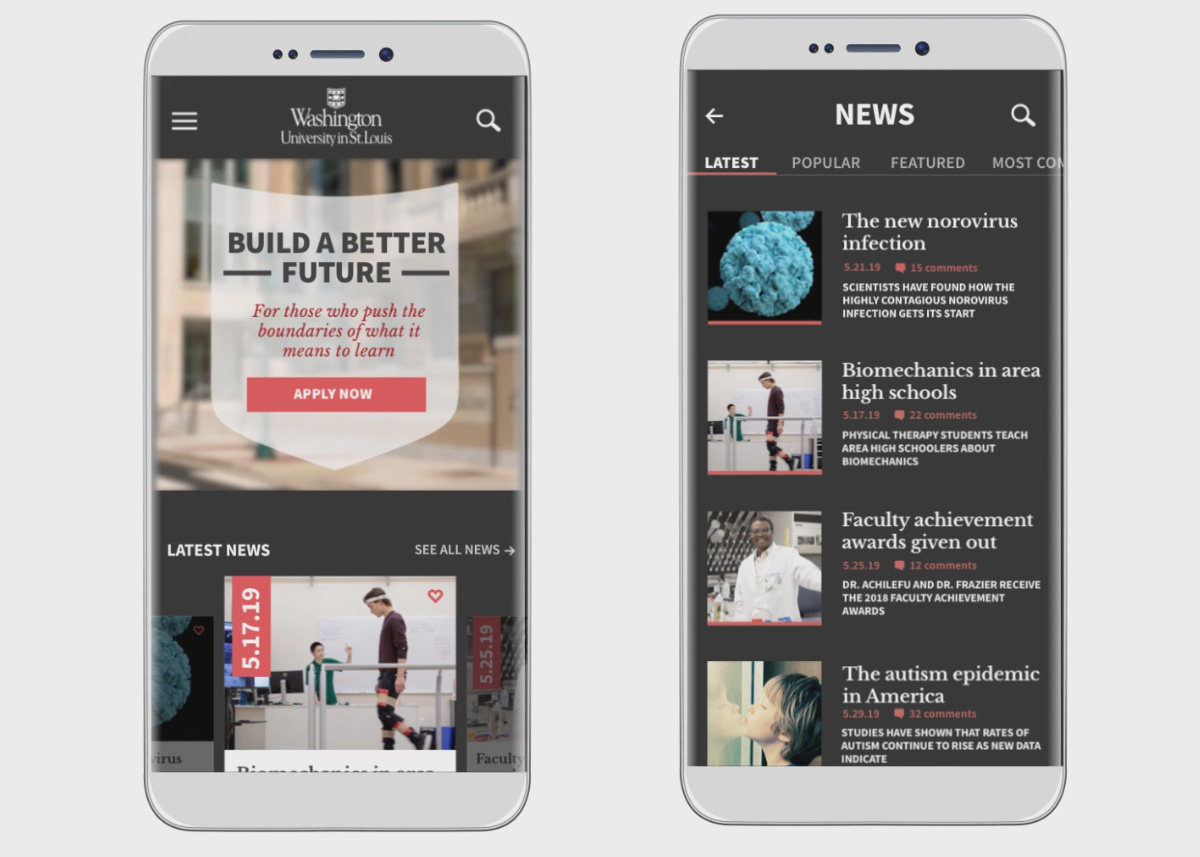 Washington
University in St. Louis
BUILD A BETTER
FUTURE
For those who push the
boundaries of what it
means to learn
APPLY NOW
LATEST NEWS
SEE ALL NEWS →
5.17.19
5.25.19
virus
Biomechanics in area
Faculty
NEWS
LATEST
POPULAR
FEATURED
MOST COM
The new norovirus
infection
5.21.19 15 comments
SCIENTISTS HAVE FOUND HOW THE
HIGHLY CONTAGIOUS NOROVIRUS
INFECTION GETS ITS START
Biomechanics in area
high schools
5.17.19 22 comments
PHYSICAL THERAPY STUDENTS TEACH
AREA HIGH SCHOOLERS ABOUT
BIOMECHANICS
Faculty achievement
awards given out
5.25.19 12 comments
DR. ACHILEFU AND DR. FRAZIER RECEIVE
THE 2018 FACULTY ACHIEVEMENT
AWARDS
The autism epidemic
in America
5.29.19 32 comments
STUDIES HAVE SHOWN THAT RATES OF
AUTISM CONTINUE TO RISE AS NEW DATA
INDICATE